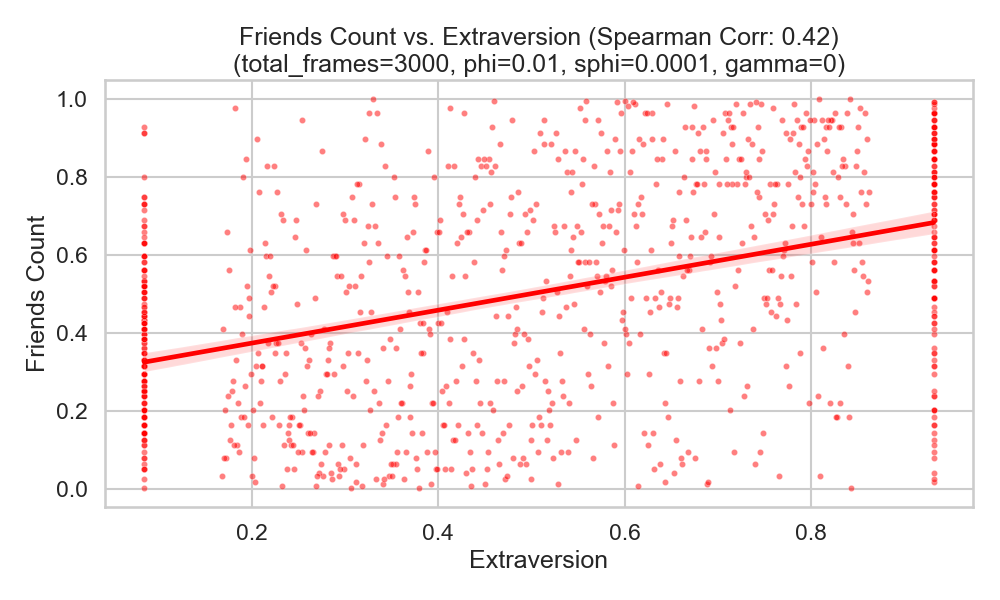 Friends Count vs. Extraversion (Spearman Corr: 0.42)
(total_frames=3000, phi=0.01, sphi=0.0001, gamma=0)
Friends Count
1.0
0.8
0.6
0.4
0.2
0.0
0.2 0.4 0.6 0.8
Extraversion